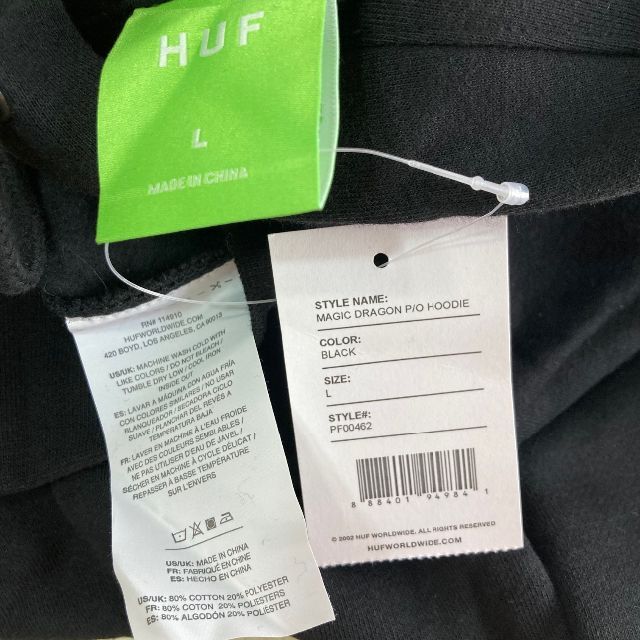 HUF
L
MADE IN CHINA
RN# 114910
HUFWORLDWIDE.COM
420 BOYD, LOS ANGELES, CA 90013
US/UK: MACHINE WASH COLD WITH
LIKE COLORS / DO NOT BLEACH /
TUMBLE DRY LOW / COOL IRON
INSIDE OUT
ES: LAVAR A MAQUINA CON AGUA FRÍA
CON COLORES SIMILARES / NO USAR
BLANQUEADOR / SECADORA CICLO
SUAVE / PLANCHAR DEL REVÉS A
TEMPERATURA BAJA
FR: LAVER EN MACHINE À L'EAU FROIDE
AVEC DES COULEURS SEMBLABLES /
NE PAS UTILISER D'EAU DE JAVEL /
SÉCHER EN MACHINE À CYCLE DÉLICAT /
REPASSER À BASSE TEMPERATURE
SUR L'ENVERS
US/UK: MADE IN CHINA
FR: FABRIQUÉ EN CHINE
ES: HECHO EN CHINA
US/UK: 80% COTTON 20% POLYESTER
FR: 80% COTON 20% POLYESTERS
ES: 80% ALGODÓN 20% POLIÉSTER
STYLE NAME:
MAGIC DRAGON P/O HOODIE
COLOR:
BLACK
SIZE:
L
STYLE#:
PF00462
8 88401 94984 1
© 2002 HUF WORLDWIDE. ALL RIGHTS RESERVED
HUFWORLDWIDE.COM